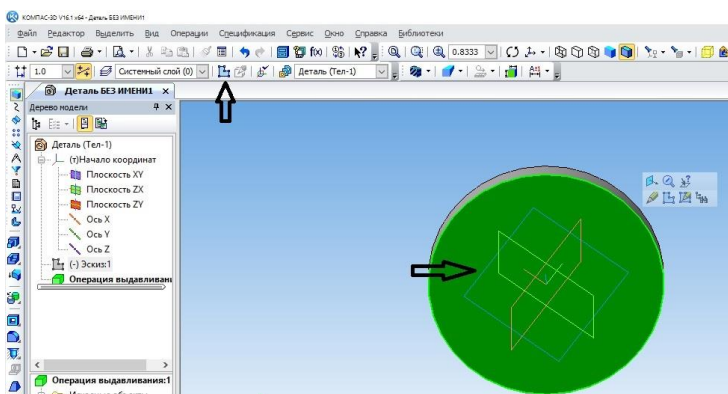 КОМПАС-3D V16.1 x64 - Деталь БЕЗ ИМЕНИ1
Файл Редактор Выделить Вид Операции Спецификация Сервис Окно Справка Библиотеки
0.8333
1.0 Системный слой (0) Деталь (Тел-1)
Деталь БЕЗ ИМЕНИ1 x
Дерево модели
Деталь (Тел-1)
(т)Начало координат
Плоскость XY
Плоскость ZX
Плоскость ZY
Ось X
Ось Y
Ось Z
(-) Эскиз:1
Операция выдавливани
Операция выдавливания:1